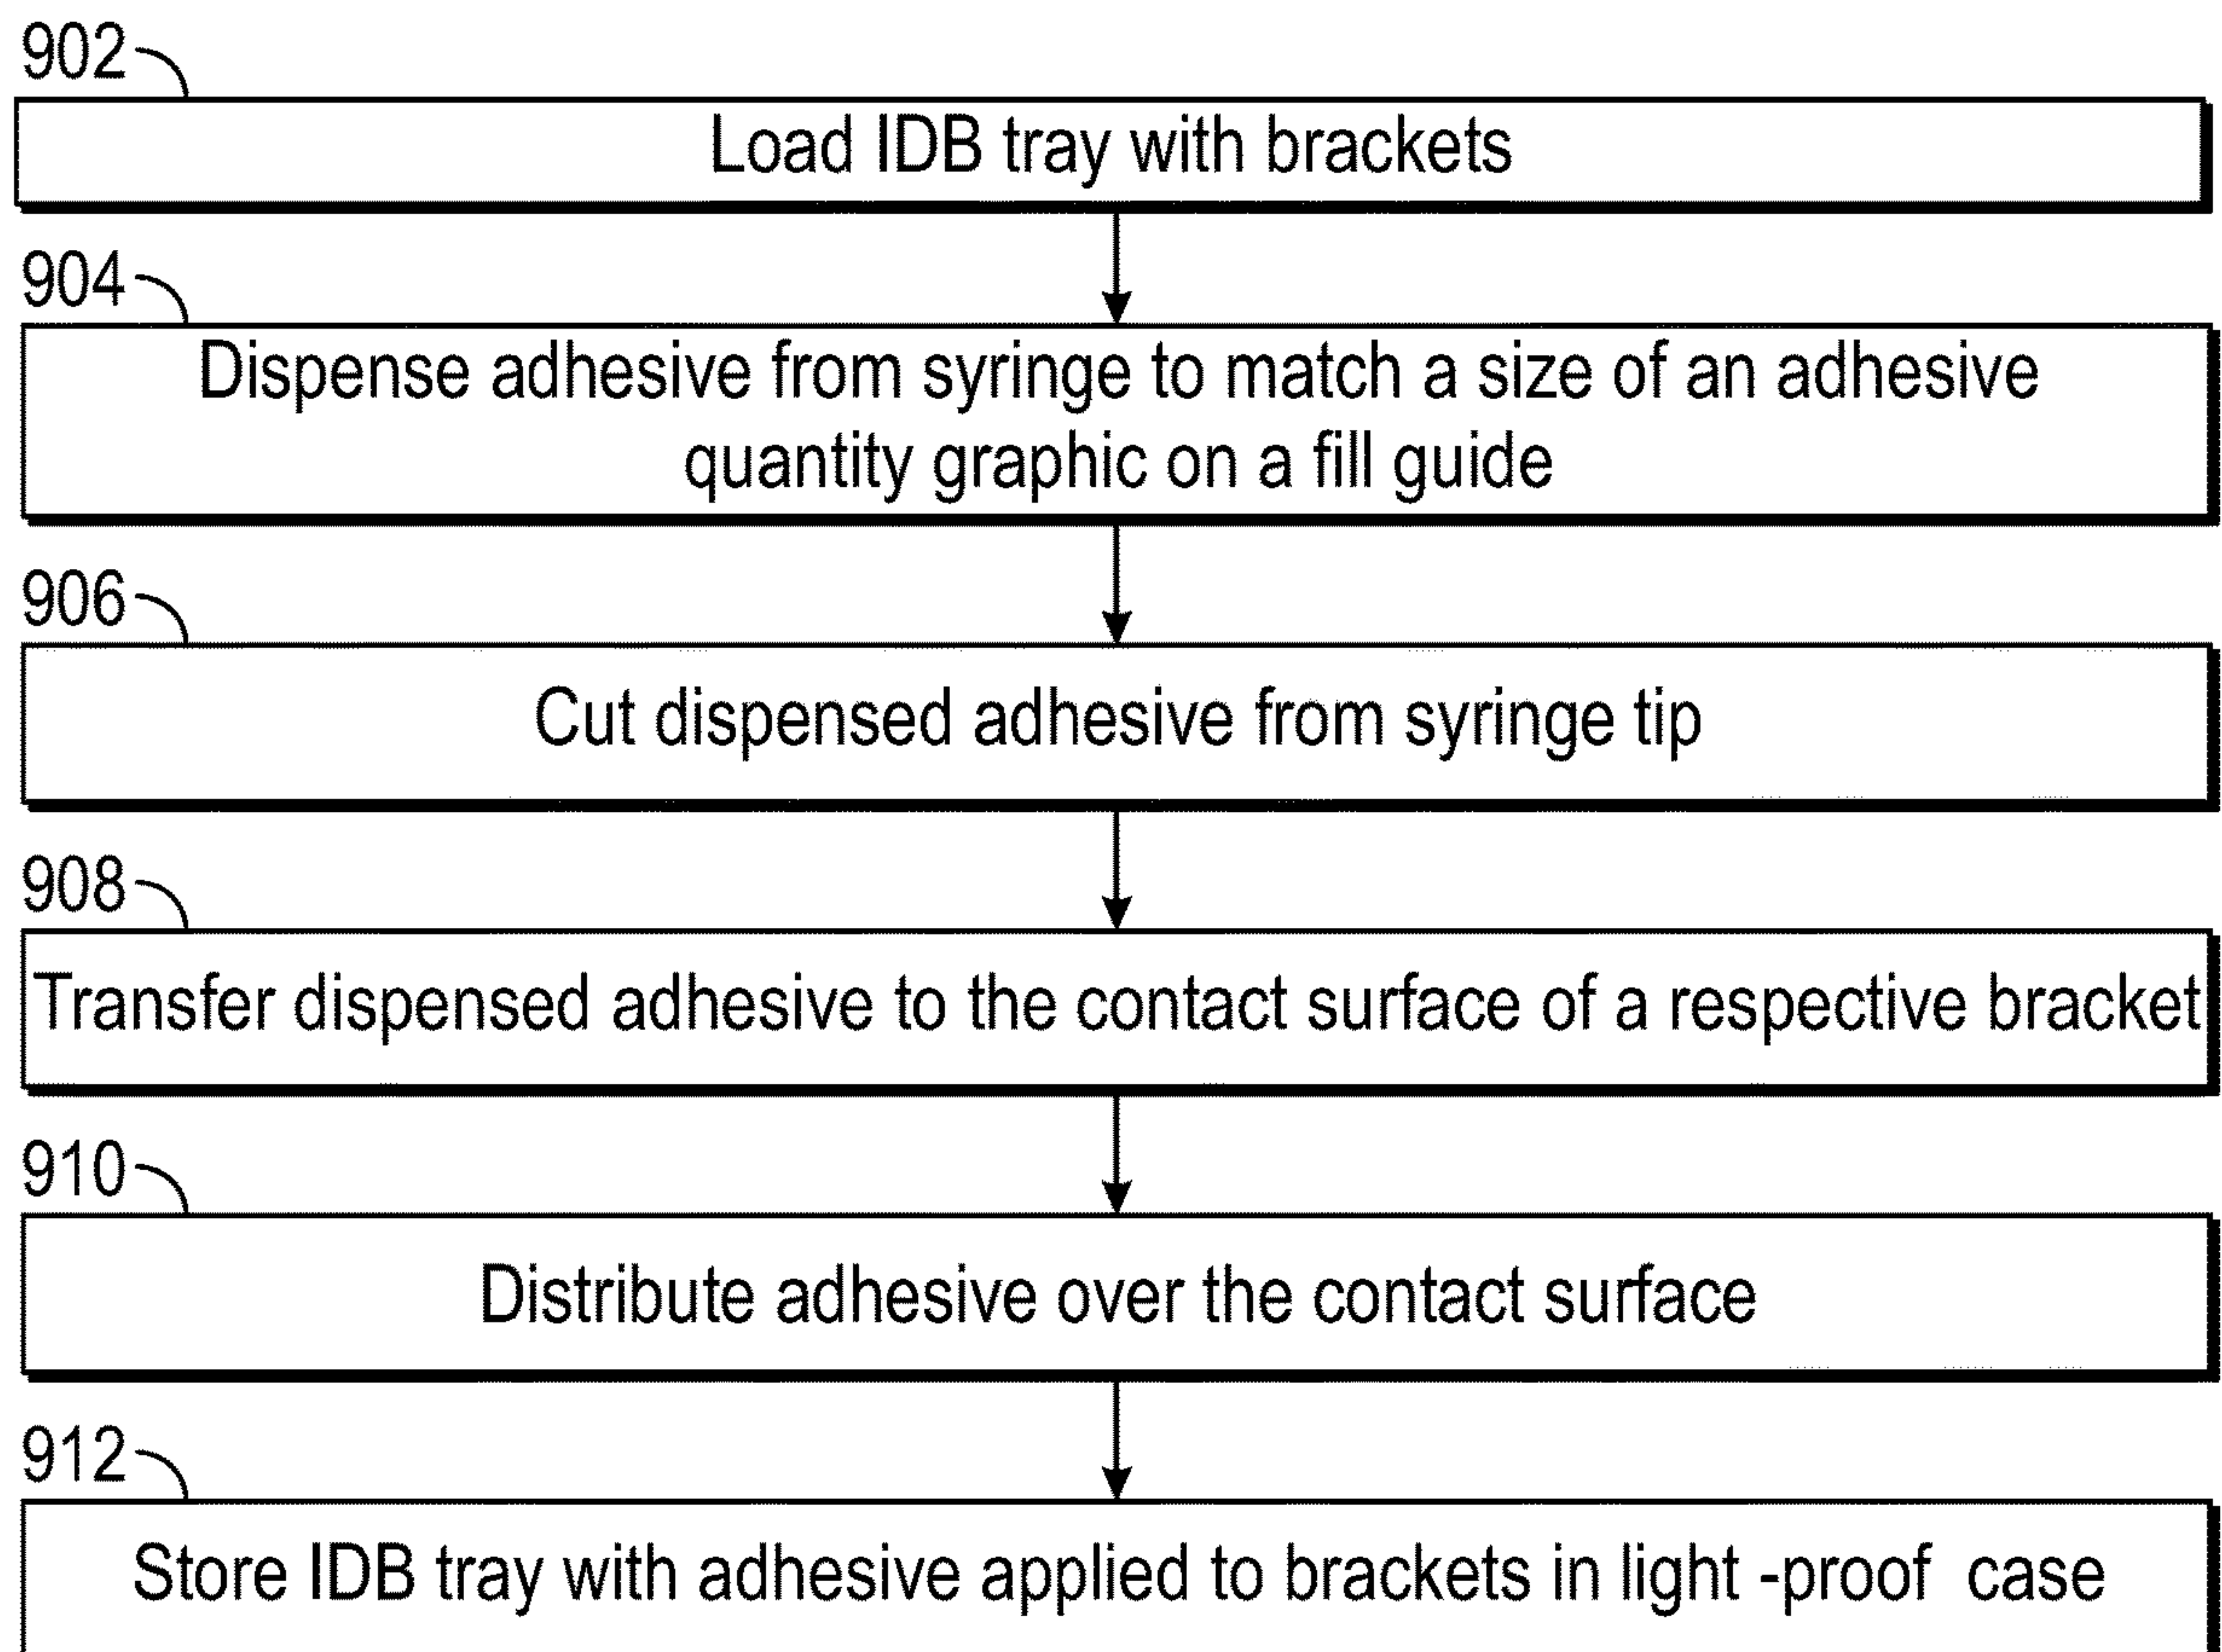 902
Load IDB tray with brackets
904
Dispense adhesive from syringe to match a size of an adhesive
quantity graphic on a fill guide
906
Cut dispensed adhesive from syringe tip
908
Transfer dispensed adhesive to the contact surface of a respective bracket
910
Distribute adhesive over the contact surface
912
Store IDB tray with adhesive applied to brackets in light -proof case